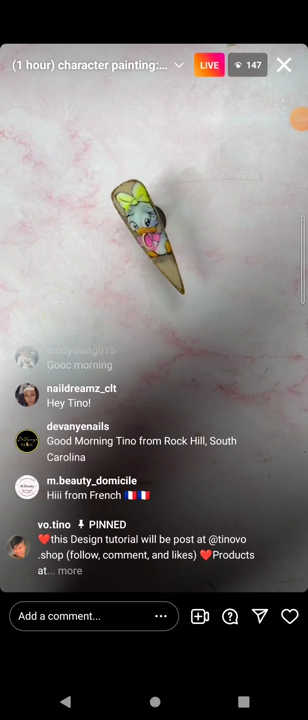 (1 hour) character painting:...
LIVE
147
cindywang015
Gooc morning
naildreamz_clt
Hey Tino!
devanyenails
Good Morning Tino from Rock Hill, South
Carolina
m.beauty_domicile
Hiii from French 🇫🇷🇫🇷
vo.tino PINNED
❤️this Design tutorial will be post at @tinovo
.shop (follow, comment, and likes) ❤️Products
at... more
Add a comment...